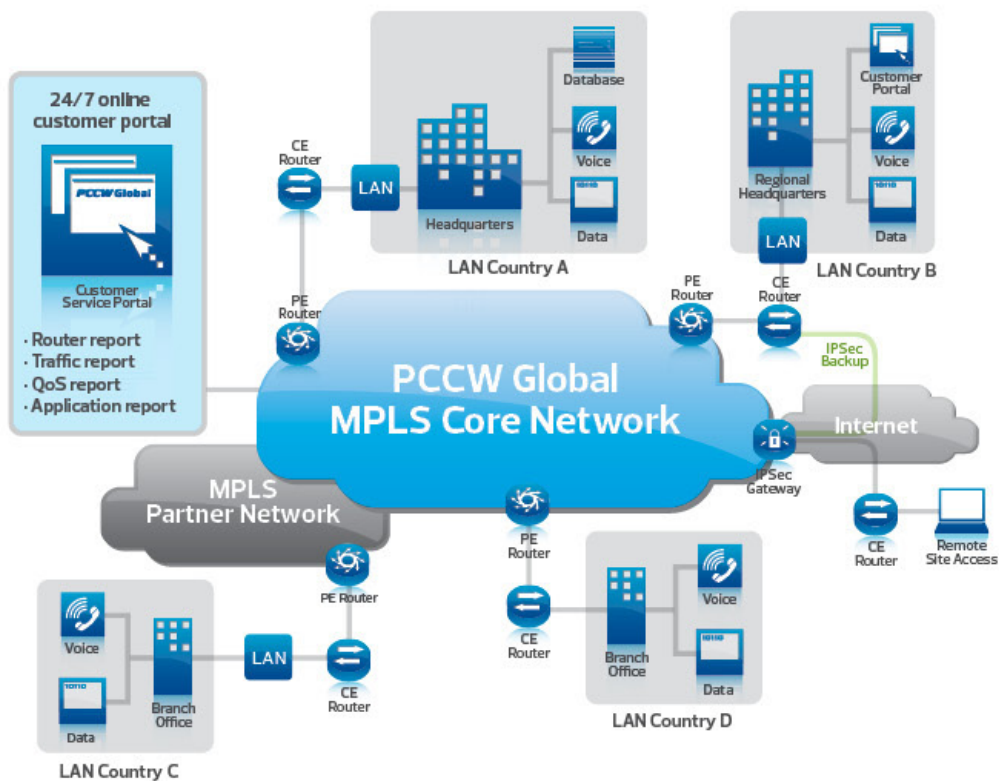 24/7 online
customer portal
PCCW Global
Customer
Service Portal
· Router report
· Traffic report
· QoS report
· Application report
CE
Router
LAN
Headquarters
Database
Voice
10110
Data
LAN Country A
Regional
Headquarters
Customer
Portal
Voice
10110
Data
LAN
LAN Country B
PE
Router
PE
Router
CE
Router
IPSec
Backup
PCCW Global
MPLS Core Network
Internet
IPSec
Gateway
CE
Router
Remote
Site Access
MPLS
Partner Network
PE Router
PE
Router
Voice
10110
Data
Branch
Office
LAN
CE
Router
LAN Country C
CE
Router
Branch
Office
Voice
10110
Data
LAN Country D